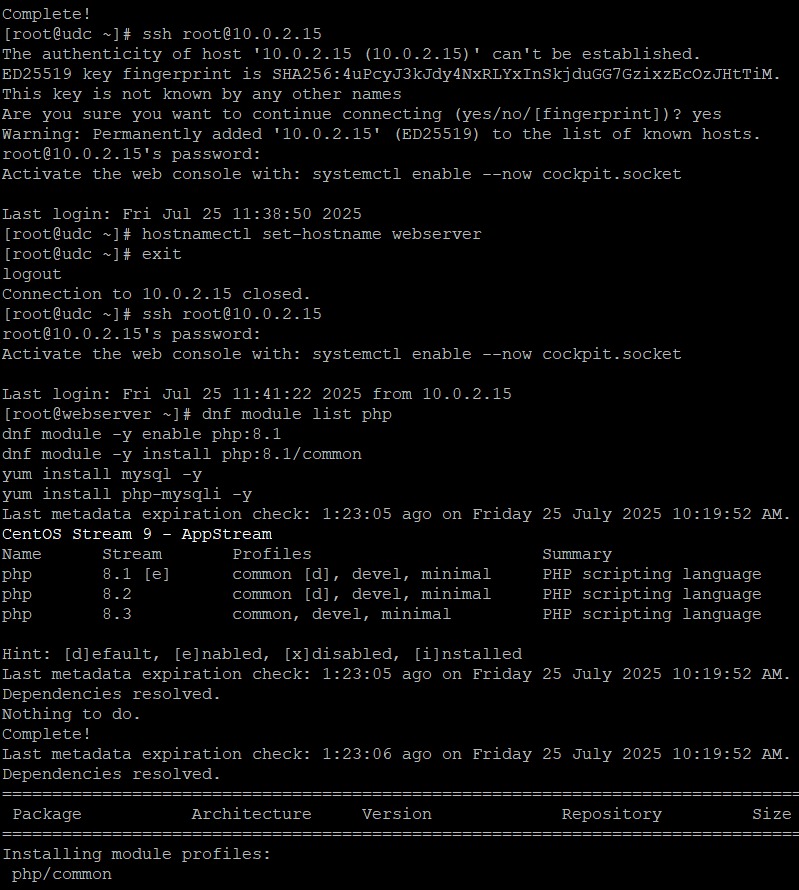 Complete!
[root@udc ~]# ssh root@10.0.2.15
The authenticity of host '10.0.2.15 (10.0.2.15)' can't be established.
ED25519 key fingerprint is SHA256:4uPcyJ3kJdy4NxRLYxInSkjduGG7GzixzEcOzJHtTiM.
This key is not known by any other names
Are you sure you want to continue connecting (yes/no/[fingerprint])? yes
Warning: Permanently added '10.0.2.15' (ED25519) to the list of known hosts.
root@10.0.2.15's password:
Activate the web console with: systemctl enable --now cockpit.socket

Last login: Fri Jul 25 11:38:50 2025
[root@udc ~]# hostnamectl set-hostname webserver
[root@udc ~]# exit
logout
Connection to 10.0.2.15 closed.
[root@udc ~]# ssh root@10.0.2.15
root@10.0.2.15's password:
Activate the web console with: systemctl enable --now cockpit.socket

Last login: Fri Jul 25 11:41:22 2025 from 10.0.2.15
[root@webserver ~]# dnf module list php
dnf module -y enable php:8.1
dnf module -y install php:8.1/common
yum install mysql -y
yum install php-mysqli -y
Last metadata expiration check: 1:23:05 ago on Friday 25 July 2025 10:19:52 AM.
CentOS Stream 9 - AppStream
Name      Stream       Profiles                       Summary
php       8.1 [e]      common [d], devel, minimal     PHP scripting language
php       8.2          common [d], devel, minimal     PHP scripting language
php       8.3          common, devel, minimal         PHP scripting language

Hint: [d]efault, [e]nabled, [x]disabled, [i]nstalled
Last metadata expiration check: 1:23:05 ago on Friday 25 July 2025 10:19:52 AM.
Dependencies resolved.
Nothing to do.
Complete!
Last metadata expiration check: 1:23:06 ago on Friday 25 July 2025 10:19:52 AM.
Dependencies resolved.
================================================================================
 Package           Architecture     Version             Repository         Size
================================================================================
Installing module profiles:
 php/common